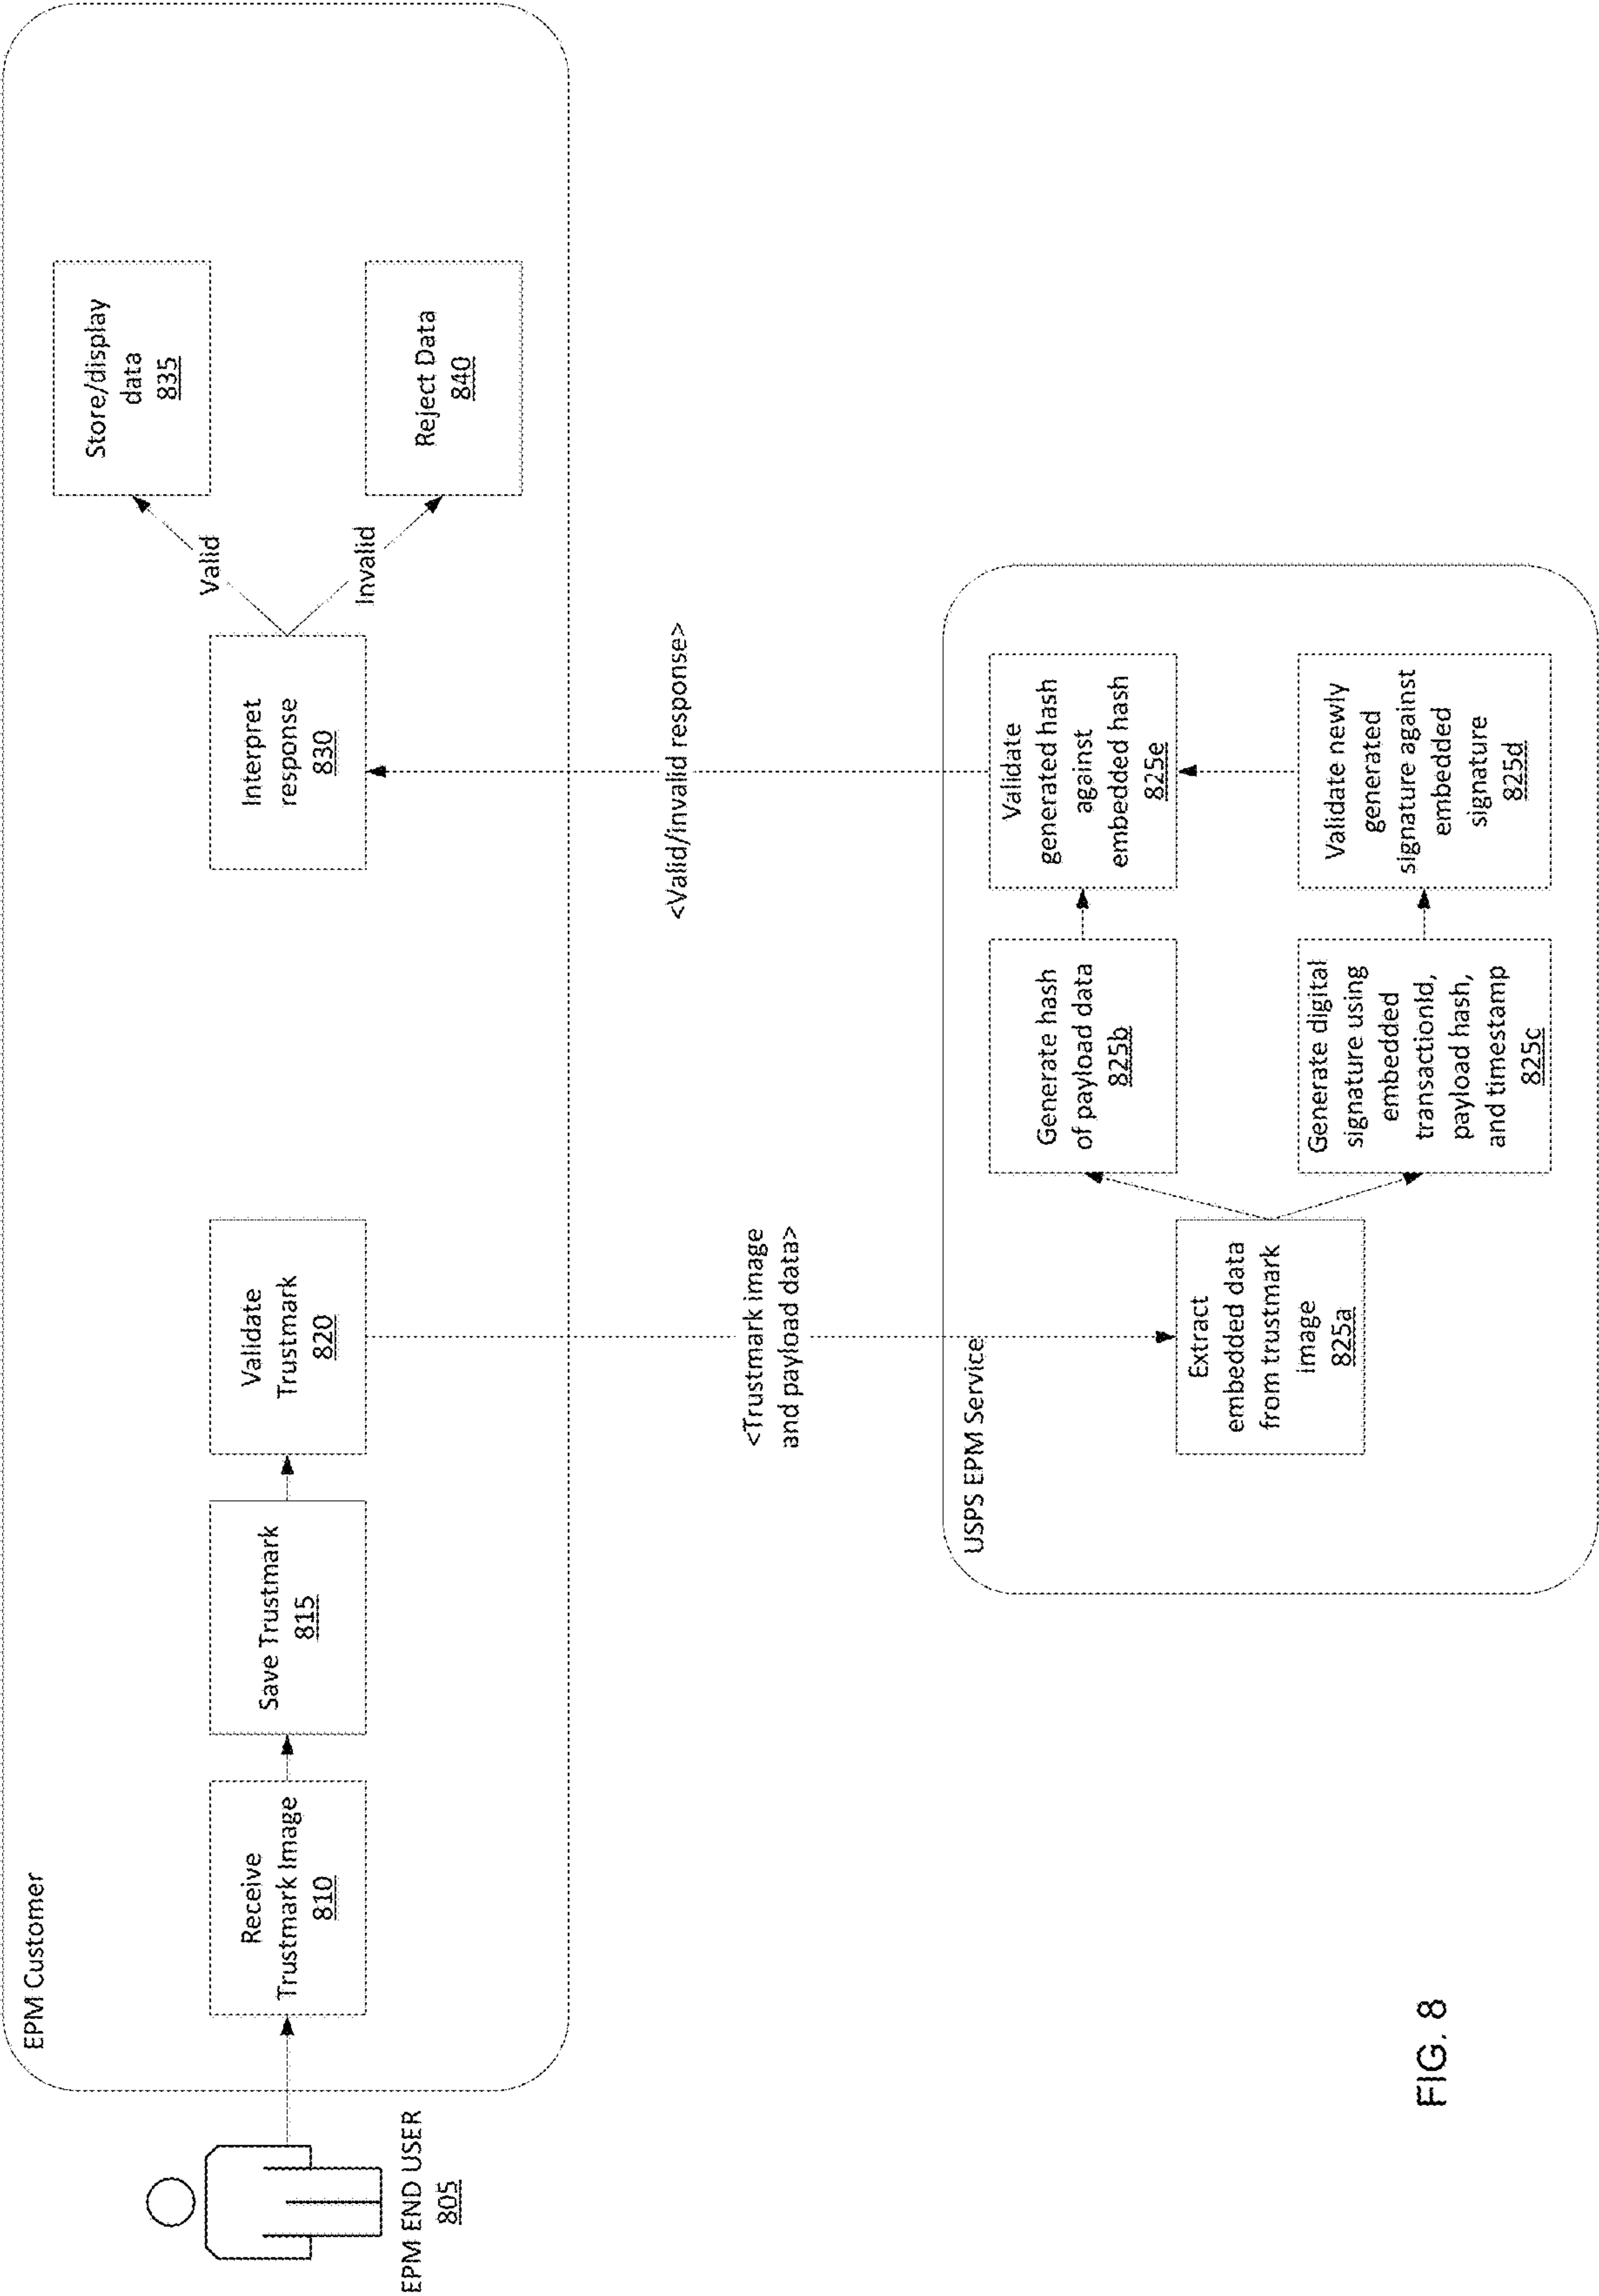 EPM Customer
EPM END USER
805
Receive
Trustmark Image
810
Save Trustmark
815
Validate
Trustmark
820
Interpret
response
830
Valid
Invalid
Store/display
data
835
Reject Data
840
<Trustmark image
and payload data>
<Valid/invalid response>
USPS EPM Service
Extract
embedded data
from trustmark
image
825a
Generate hash
of payload data
825b
Validate
generated hash
against
embedded hash
825e
Generate digital
signature using
embedded
transactionId,
payload hash,
and timestamp
825c
Validate newly
generated
signature against
embedded
signature
825d
FIG. 8